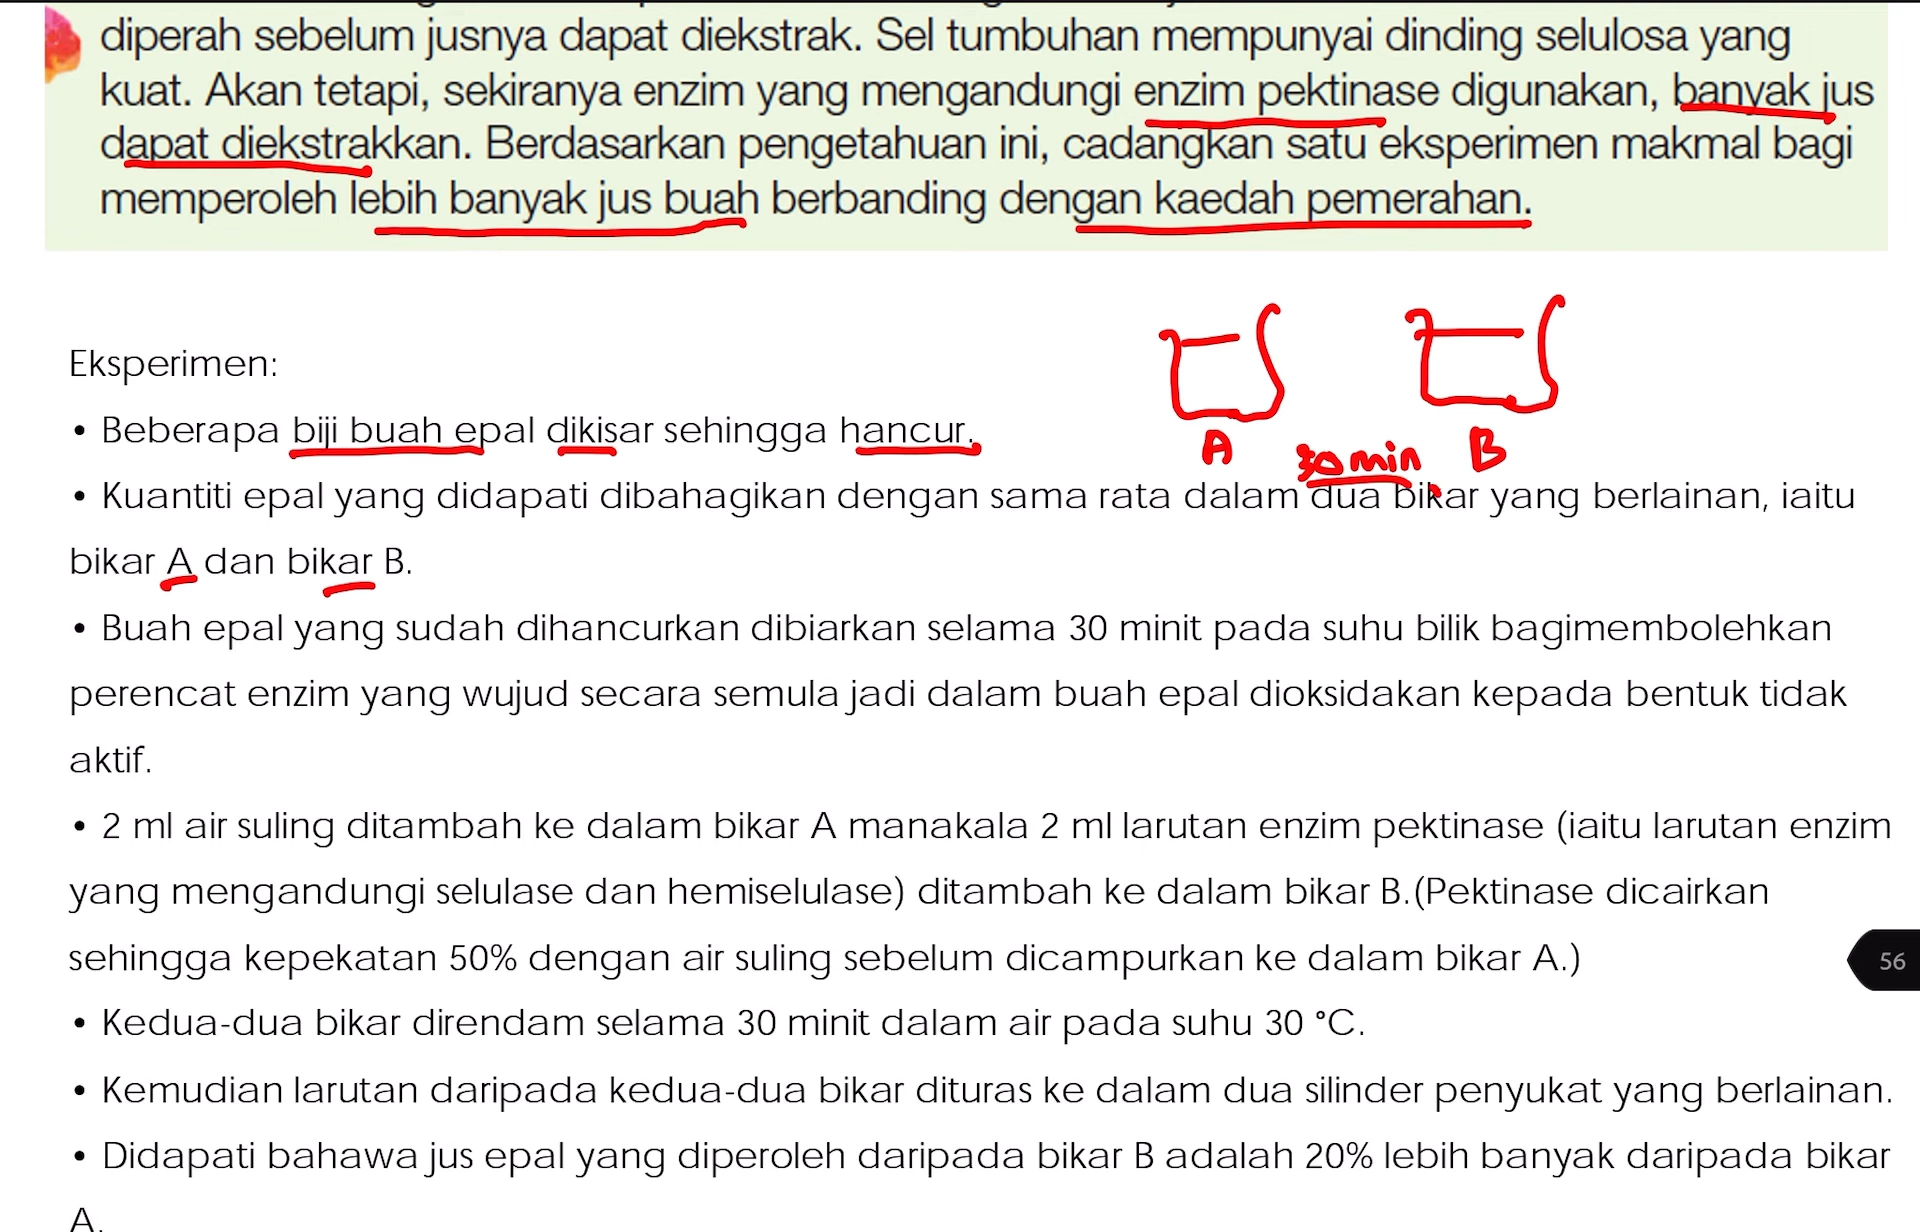 diperah sebelum jusnya dapat diekstrak. Sel tumbuhan mempunyai dinding selulosa yang
kuat. Akan tetapi, sekiranya enzim yang mengandungi enzim pektinase digunakan, banyak jus
dapat diekstrakkan. Berdasarkan pengetahuan ini, cadangkan satu eksperimen makmal bagi
memperoleh lebih banyak jus buah berbanding dengan kaedah pemerahan.
Eksperimen:
• Beberapa biji buah epal dikisar sehingga hancur.
A 30 min B
• Kuantiti epal yang didapati dibahagikan dengan sama rata dalam dua bikar yang berlainan, iaitu
bikar A dan bikar B.
• Buah epal yang sudah dihancurkan dibiarkan selama 30 minit pada suhu bilik bagimembolehkan
perencat enzim yang wujud secara semula jadi dalam buah epal dioksidakan kepada bentuk tidak
aktif.
• 2 ml air suling ditambah ke dalam bikar A manakala 2 ml larutan enzim pektinase (iaitu larutan enzim
yang mengandungi selulase dan hemiselulase) ditambah ke dalam bikar B.(Pektinase dicairkan
sehingga kepekatan 50% dengan air suling sebelum dicampurkan ke dalam bikar A.)
56
• Kedua-dua bikar direndam selama 30 minit dalam air pada suhu 30 °C.
• Kemudian larutan daripada kedua-dua bikar dituras ke dalam dua silinder penyukat yang berlainan.
• Didapati bahawa jus epal yang diperoleh daripada bikar B adalah 20% lebih banyak daripada bikar
A.